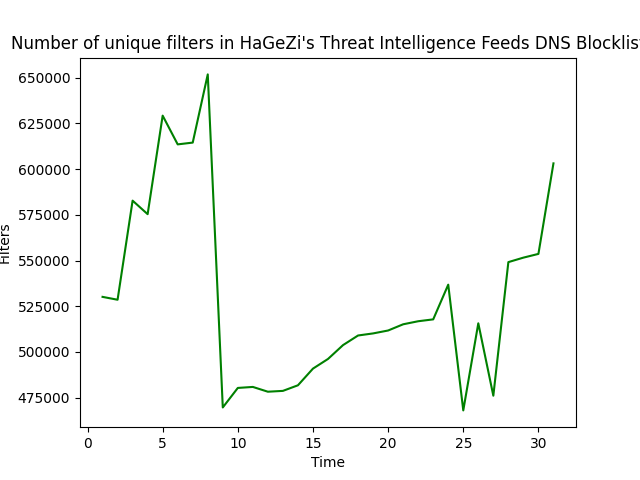 Number of unique filters in HaGeZi's Threat Intelligence Feeds DNS Blocklis
650000
625000
600000
575000
550000
525000
500000
475000
Filters
0 5 10 15 20 25 30
Time